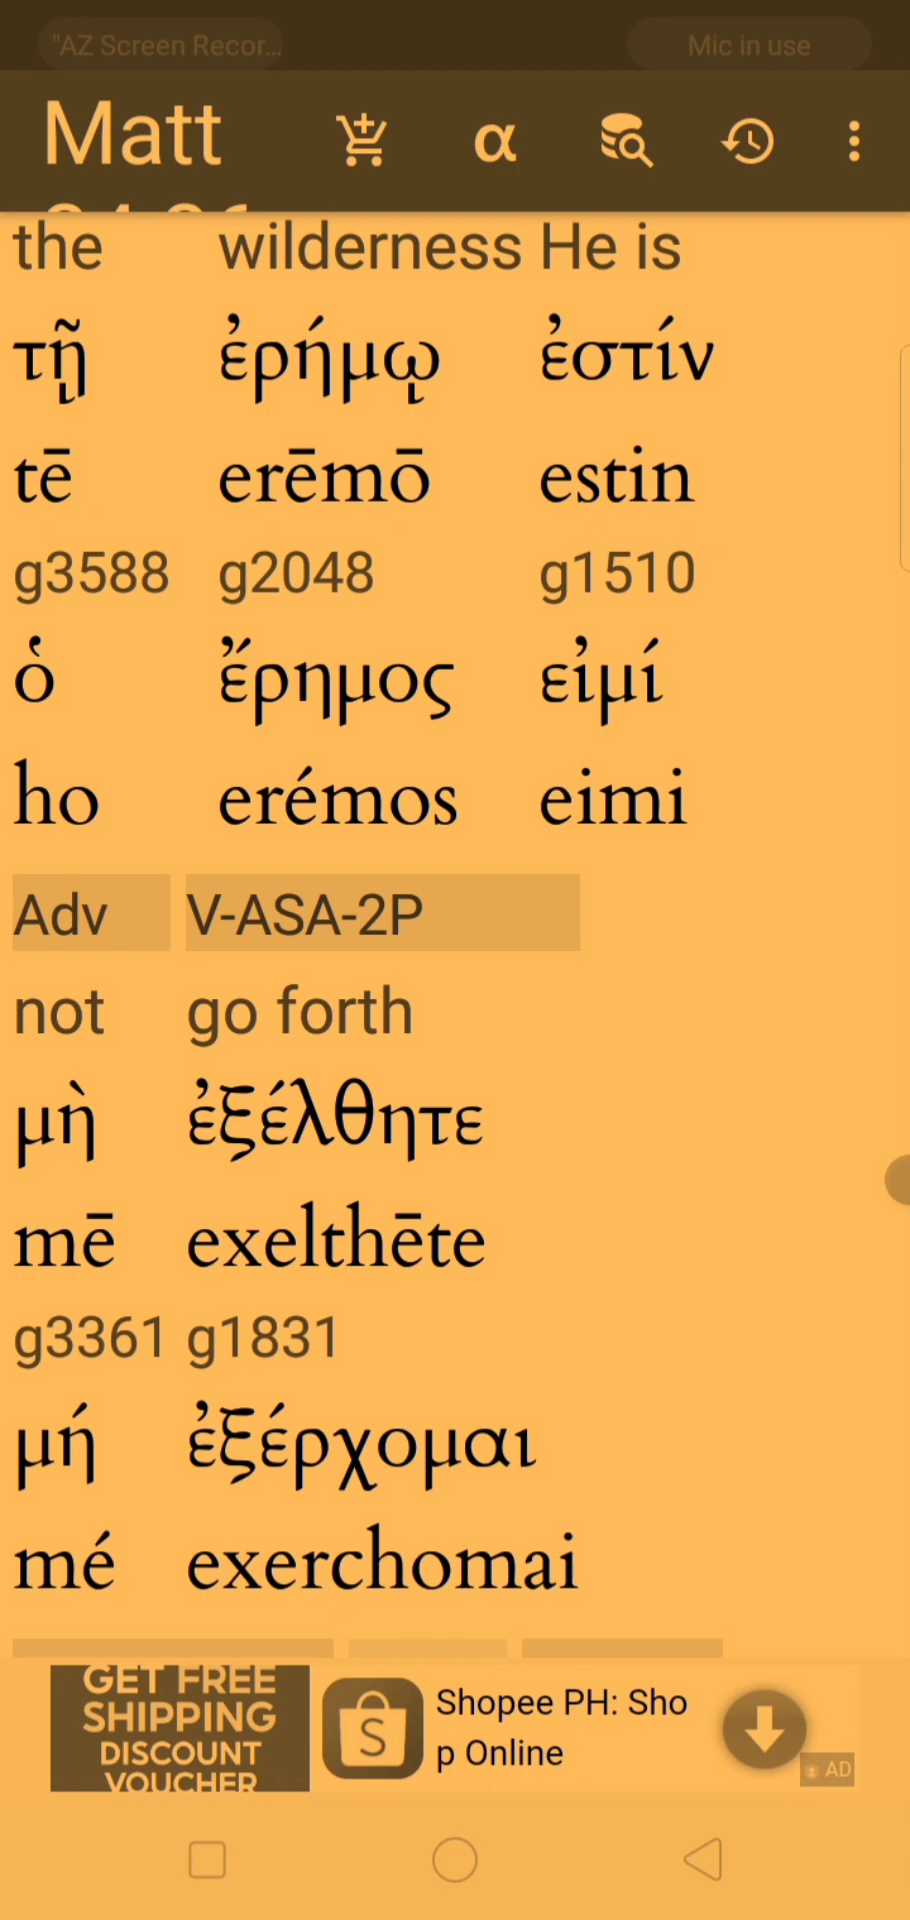 "AZ Screen Recor... Mic in use
Matt α
the wilderness He is
τῇ ἐρήμῳ ἐστίν
tē erēmō estin
g3588 g2048 g1510
ὁ ἔρημος εἰμί
ho erémos eimi
Adv V-ASA-2P
not go forth
μὴ ἐξέλθητε
mē exelthēte
g3361 g1831
μή ἐξέρχομαι
mé exerchomai
GET FREE
SHIPPING
DISCOUNT
VOUCHER
S
Shopee PH: Sho
p Online
AD